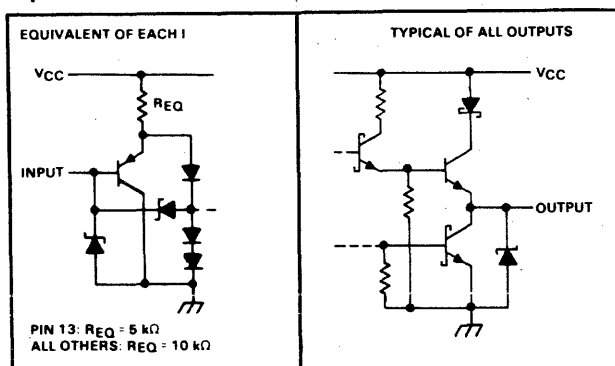 EQUIVALENT OF EACH I
VCC
REQ
INPUT
PIN 13: REQ = 5 kΩ
ALL OTHERS: REQ = 10 kΩ
TYPICAL OF ALL OUTPUTS
VCC
OUTPUT